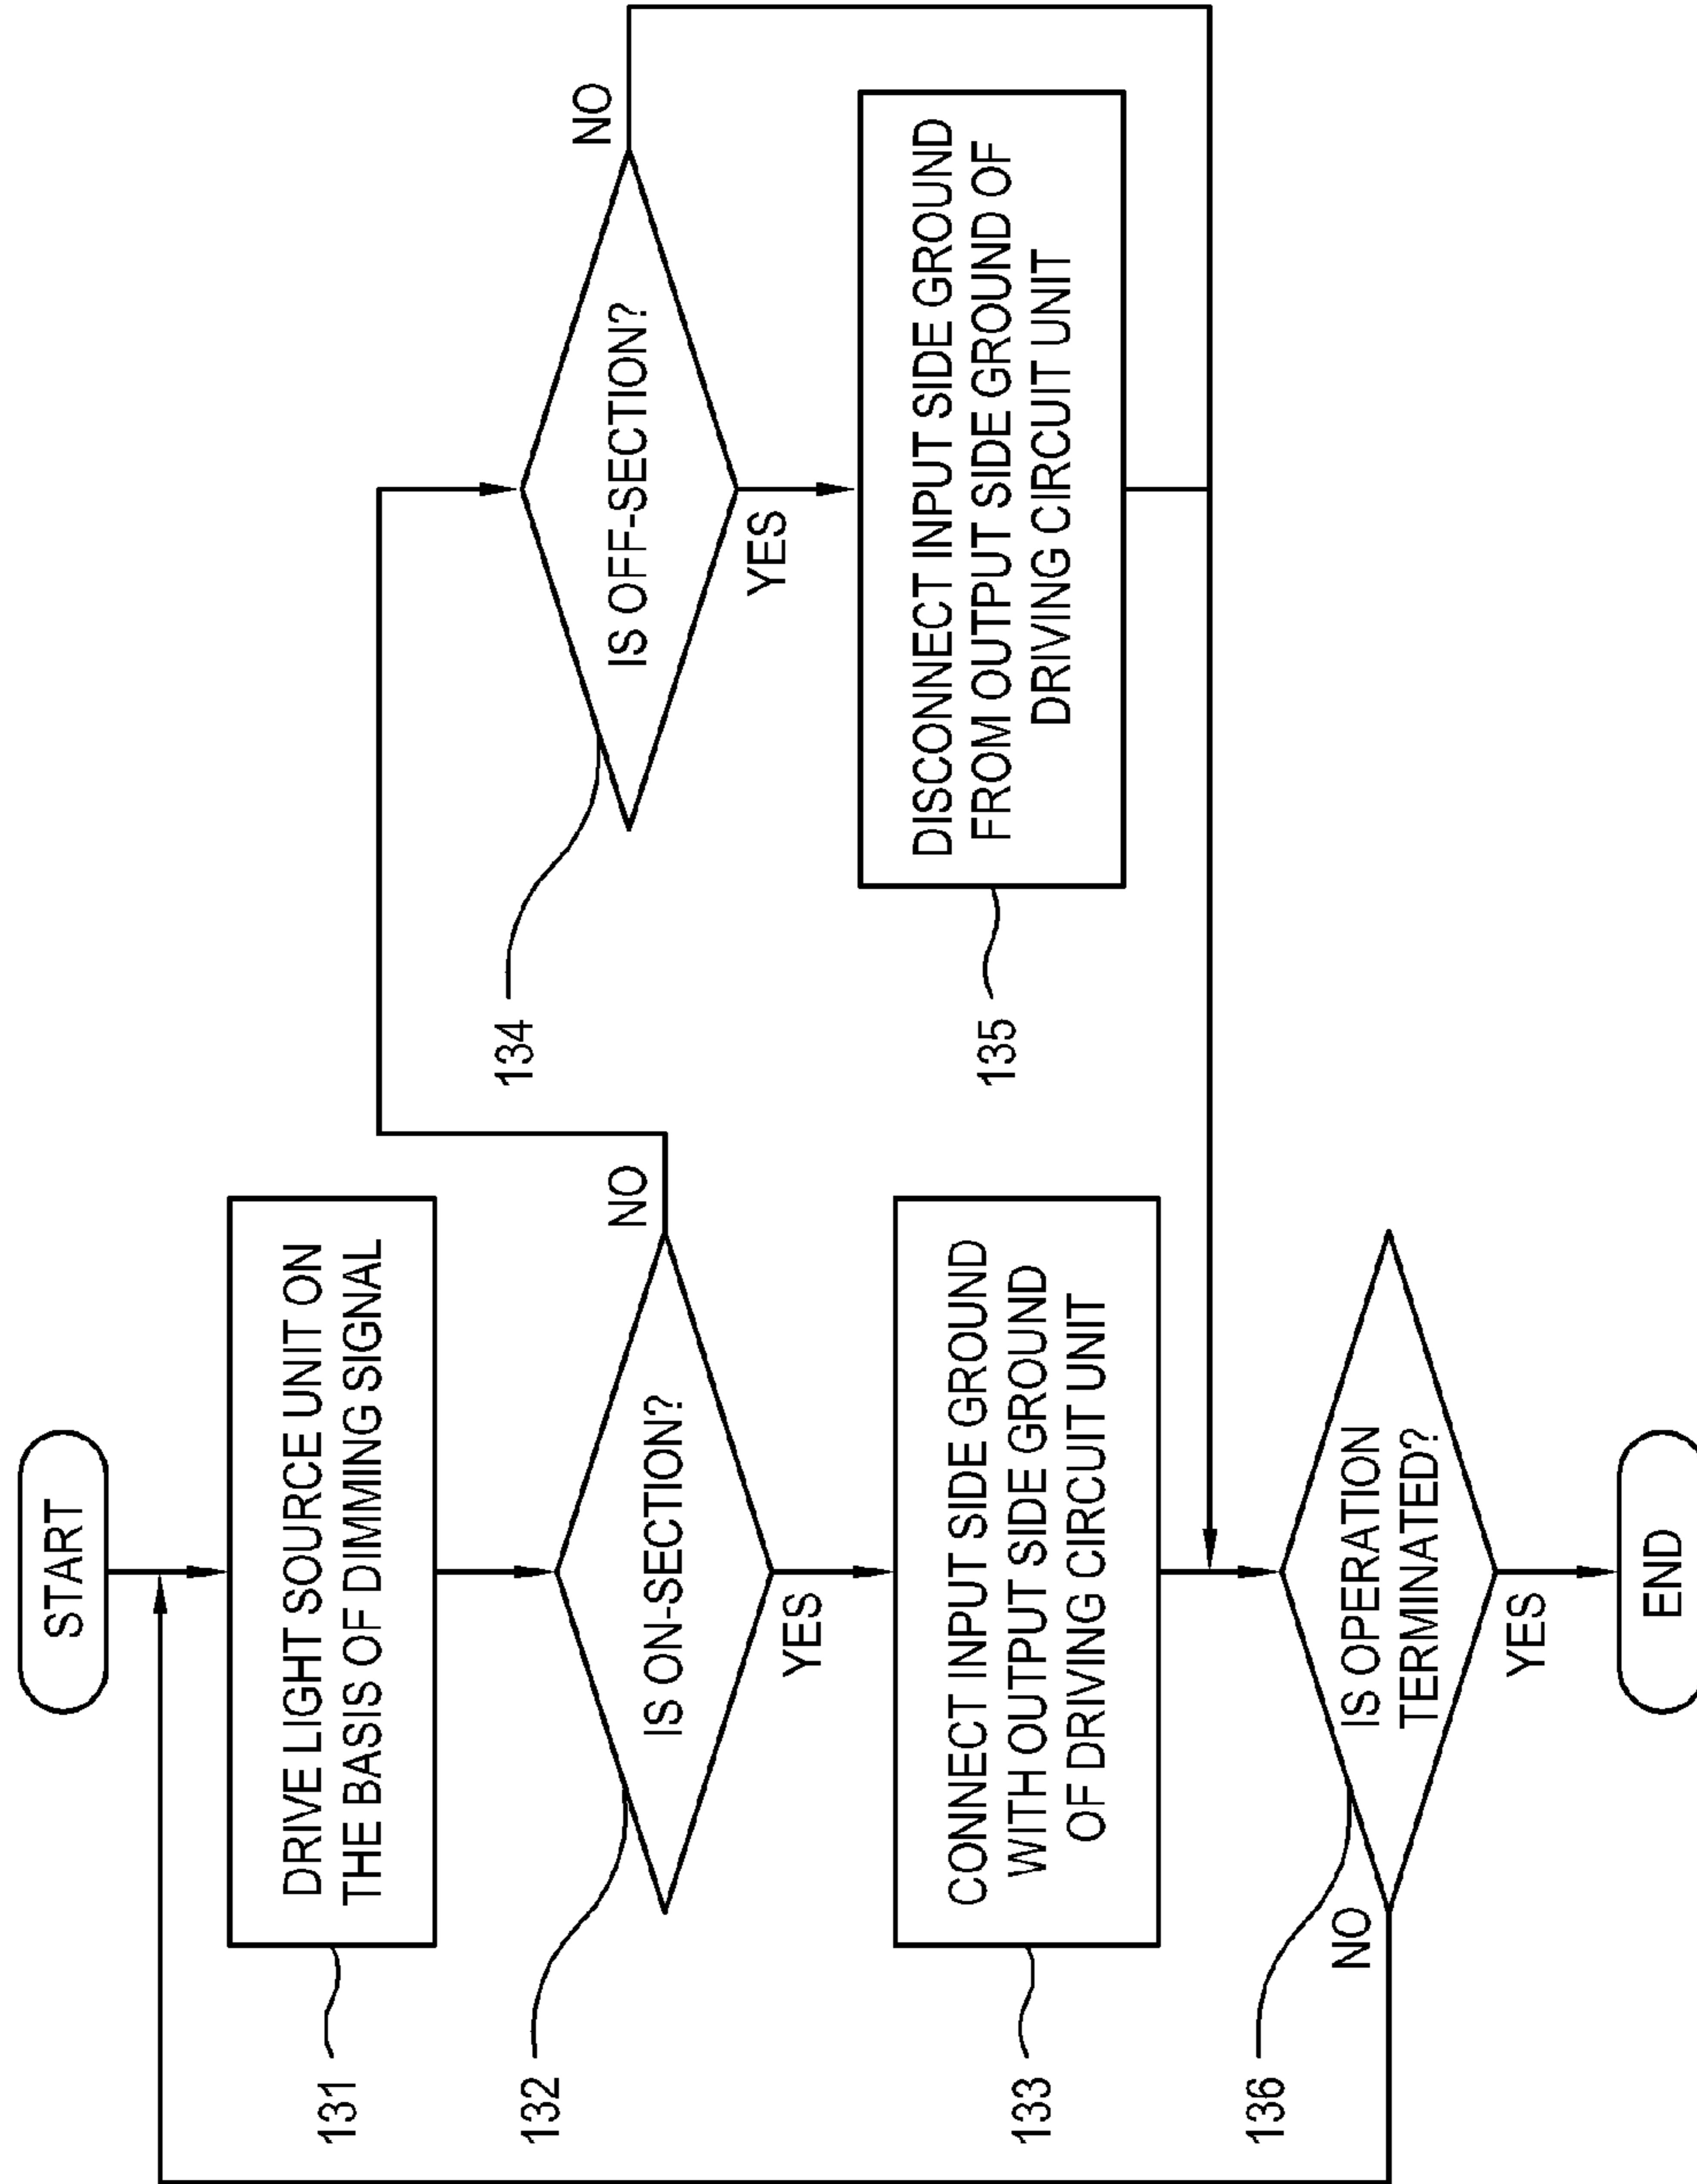 START
131
DRIVE LIGHT SOURCE UNIT ON
THE BASIS OF DIMMING SIGNAL
132
IS ON-SECTION?
NO
YES
134
IS OFF-SECTION?
NO
YES
133
CONNECT INPUT SIDE GROUND
WITH OUTPUT SIDE GROUND
OF DRIVING CIRCUIT UNIT
135
DISCONNECT INPUT SIDE GROUND
FROM OUTPUT SIDE GROUND OF
DRIVING CIRCUIT UNIT
136
IS OPERATION
TERMINATED?
NO
YES
END